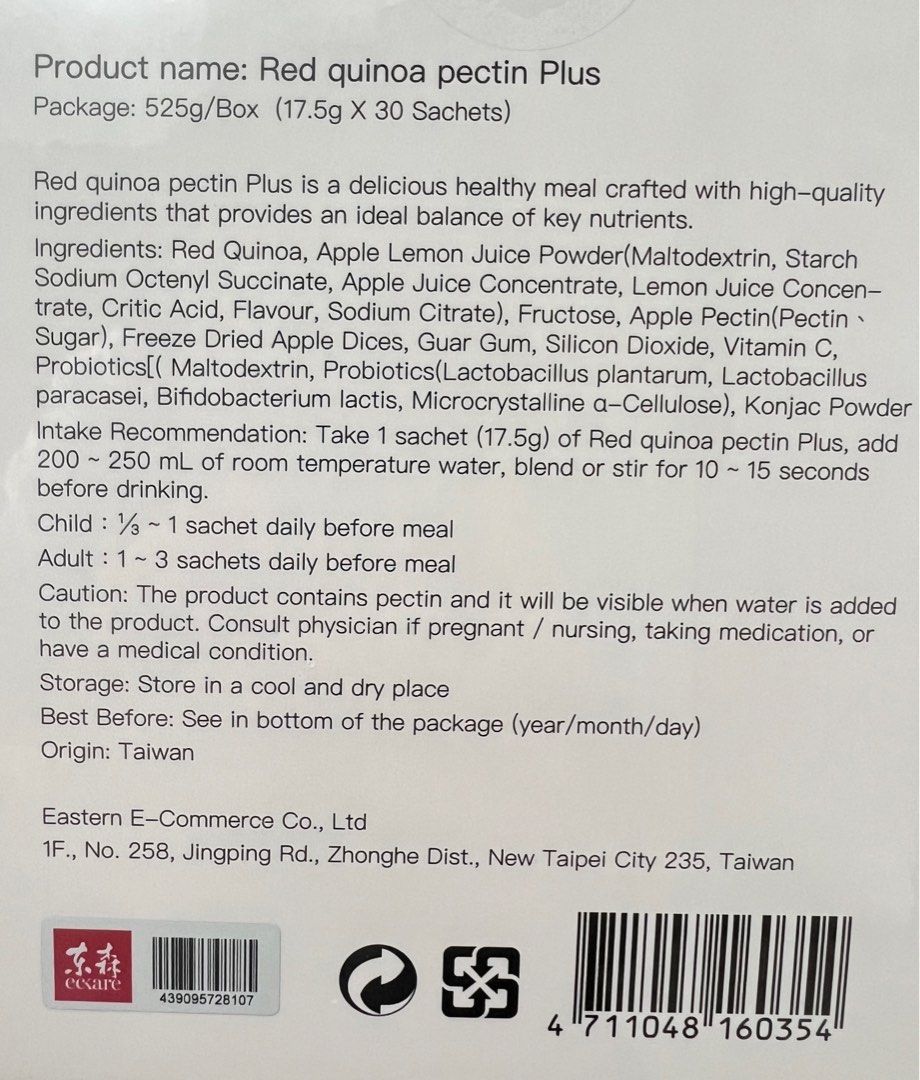 Product name: Red quinoa pectin Plus
Package: 525g/Box (17.5g X 30 Sachets)
Red quinoa pectin Plus is a delicious healthy meal crafted with high-quality
ingredients that provides an ideal balance of key nutrients.
Ingredients: Red Quinoa, Apple Lemon Juice Powder(Maltodextrin, Starch
Sodium Octenyl Succinate, Apple Juice Concentrate, Lemon Juice Concen-
trate, Critic Acid, Flavour, Sodium Citrate), Fructose, Apple Pectin(Pectin、
Sugar), Freeze Dried Apple Dices, Guar Gum, Silicon Dioxide, Vitamin C,
Probiotics[( Maltodextrin, Probiotics(Lactobacillus plantarum, Lactobacillus
paracasei, Bifidobacterium lactis, Microcrystalline α-Cellulose), Konjac Powder
Intake Recommendation: Take 1 sachet (17.5g) of Red quinoa pectin Plus, add
200 ~ 250 mL of room temperature water, blend or stir for 10 ~ 15 seconds
before drinking.
Child：⅓ ~ 1 sachet daily before meal
Adult：1 ~ 3 sachets daily before meal
Caution: The product contains pectin and it will be visible when water is added
to the product. Consult physician if pregnant / nursing, taking medication, or
have a medical condition.
Storage: Store in a cool and dry place
Best Before: See in bottom of the package (year/month/day)
Origin: Taiwan
Eastern E-Commerce Co., Ltd
1F., No. 258, Jingping Rd., Zhonghe Dist., New Taipei City 235, Taiwan
东森
eckare
439095728107
4 711048 160354